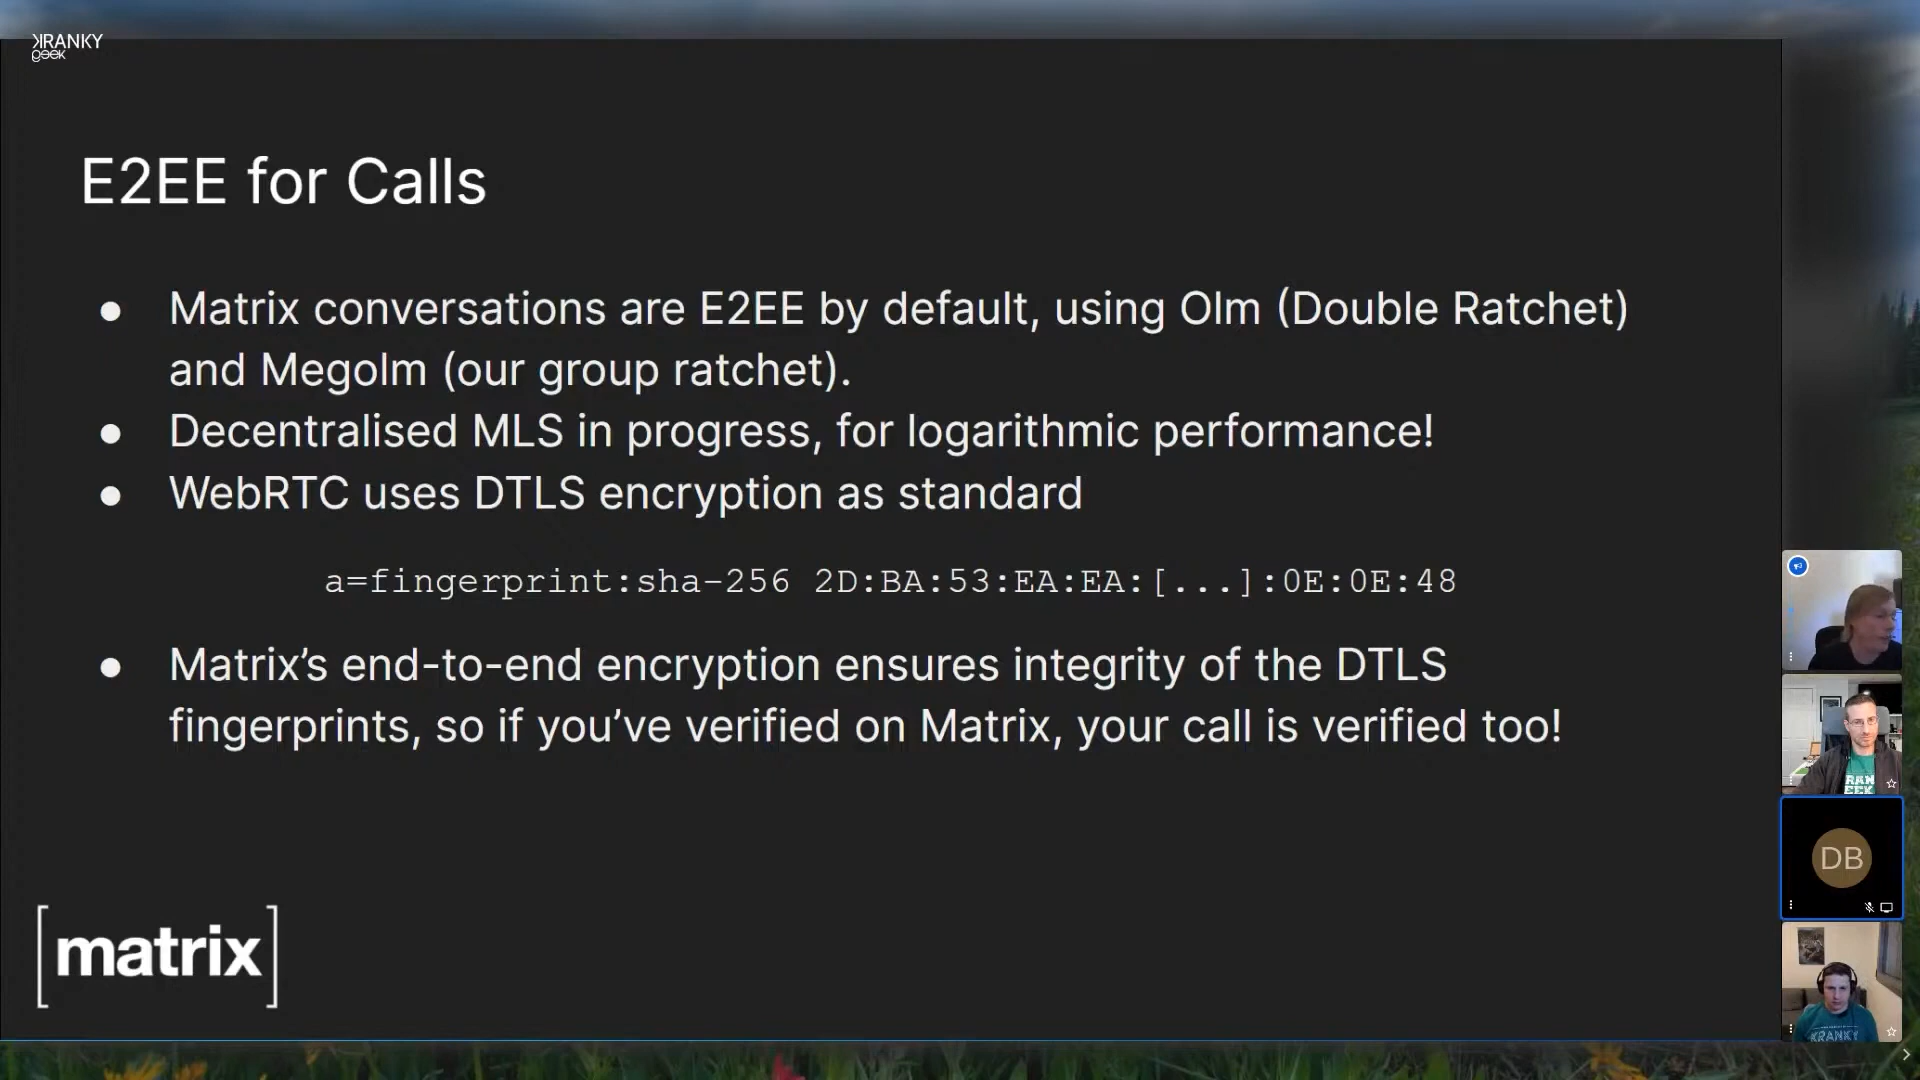 KRANKY
geek
E2EE for Calls
● Matrix conversations are E2EE by default, using Olm (Double Ratchet)
and Megolm (our group ratchet).
● Decentralised MLS in progress, for logarithmic performance!
● WebRTC uses DTLS encryption as standard
a=fingerprint:sha-256 2D:BA:53:EA:EA:[...]:0E:0E:48
● Matrix’s end-to-end encryption ensures integrity of the DTLS
fingerprints, so if you’ve verified on Matrix, your call is verified too!
[matrix]
DB
KRANKY